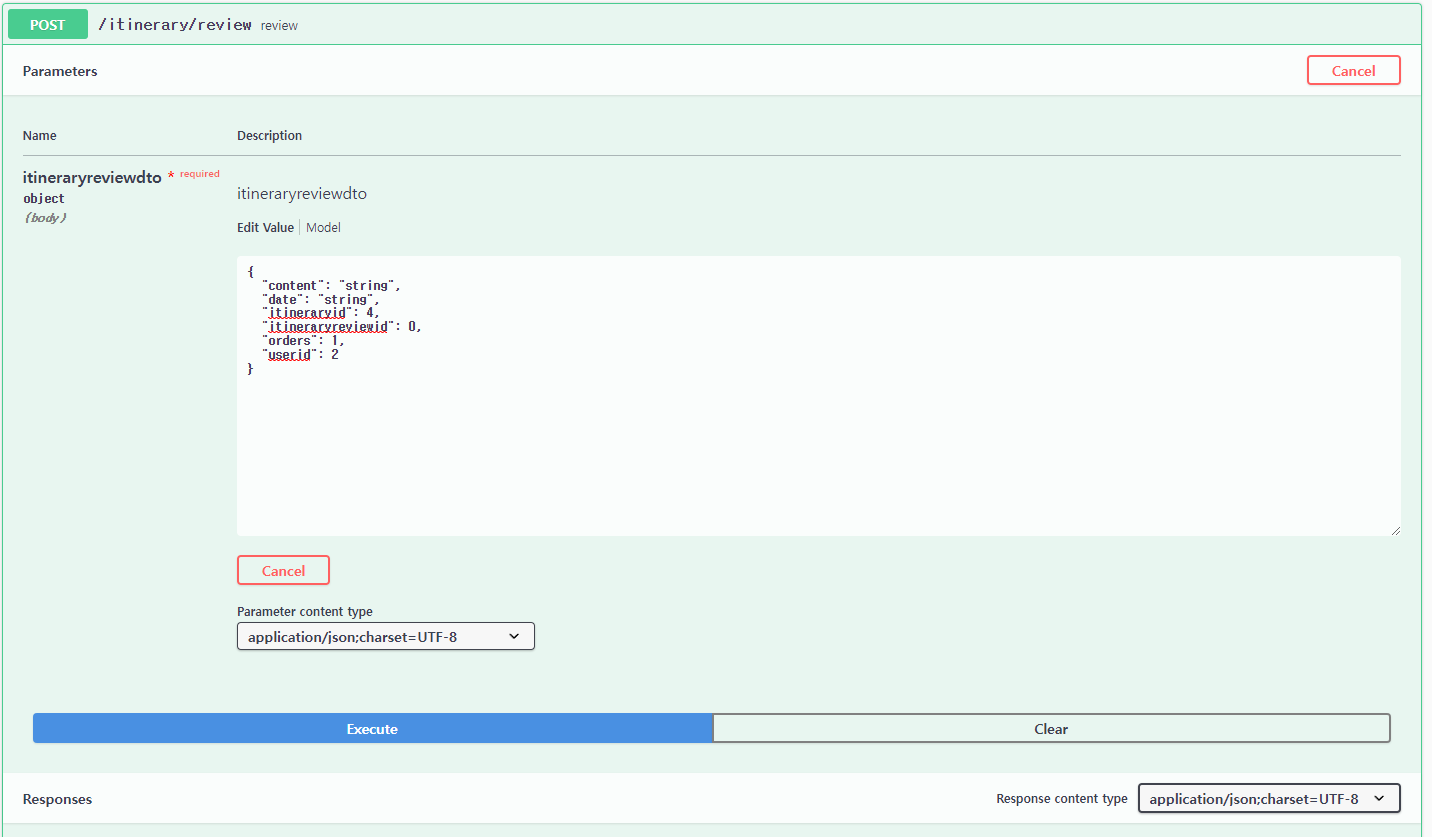 POST /itinerary/review review
Parameters Cancel
Name Description
itineraryreviewdto * required
object
(body)
itineraryreviewdto
Edit Value Model
{
"content": "string",
"date": "string",
"itineraryid": 4,
"itineraryreviewid": 0,
"orders": 1,
"userid": 2
}
Cancel
Parameter content type
application/json;charset=UTF-8
Execute Clear
Responses Response content type application/json;charset=UTF-8